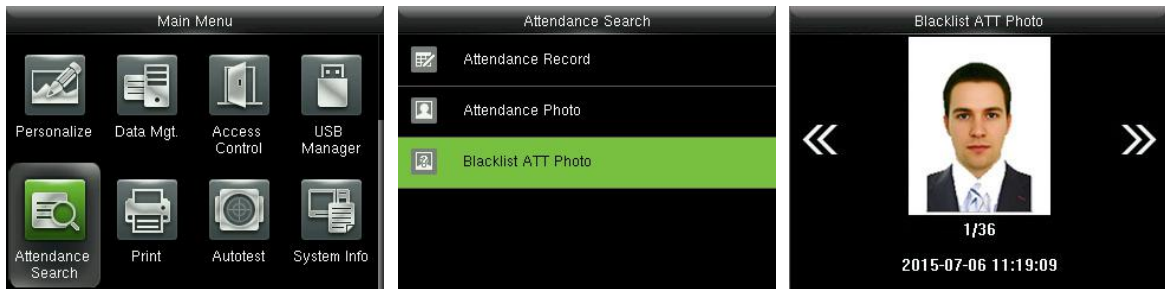 Main Menu
Personalize
Data Mgt.
Access
Control
USB
Manager
Attendance
Search
Print
Autotest
System Info
Attendance Search
Attendance Record
Attendance Photo
Blacklist ATT Photo
Blacklist ATT Photo
1/36
2015-07-06 11:19:09